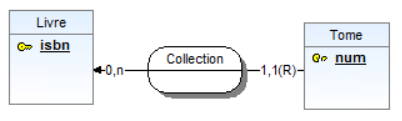 Livre
isbn
0,n
Collection
1,1(R)
Tome
num